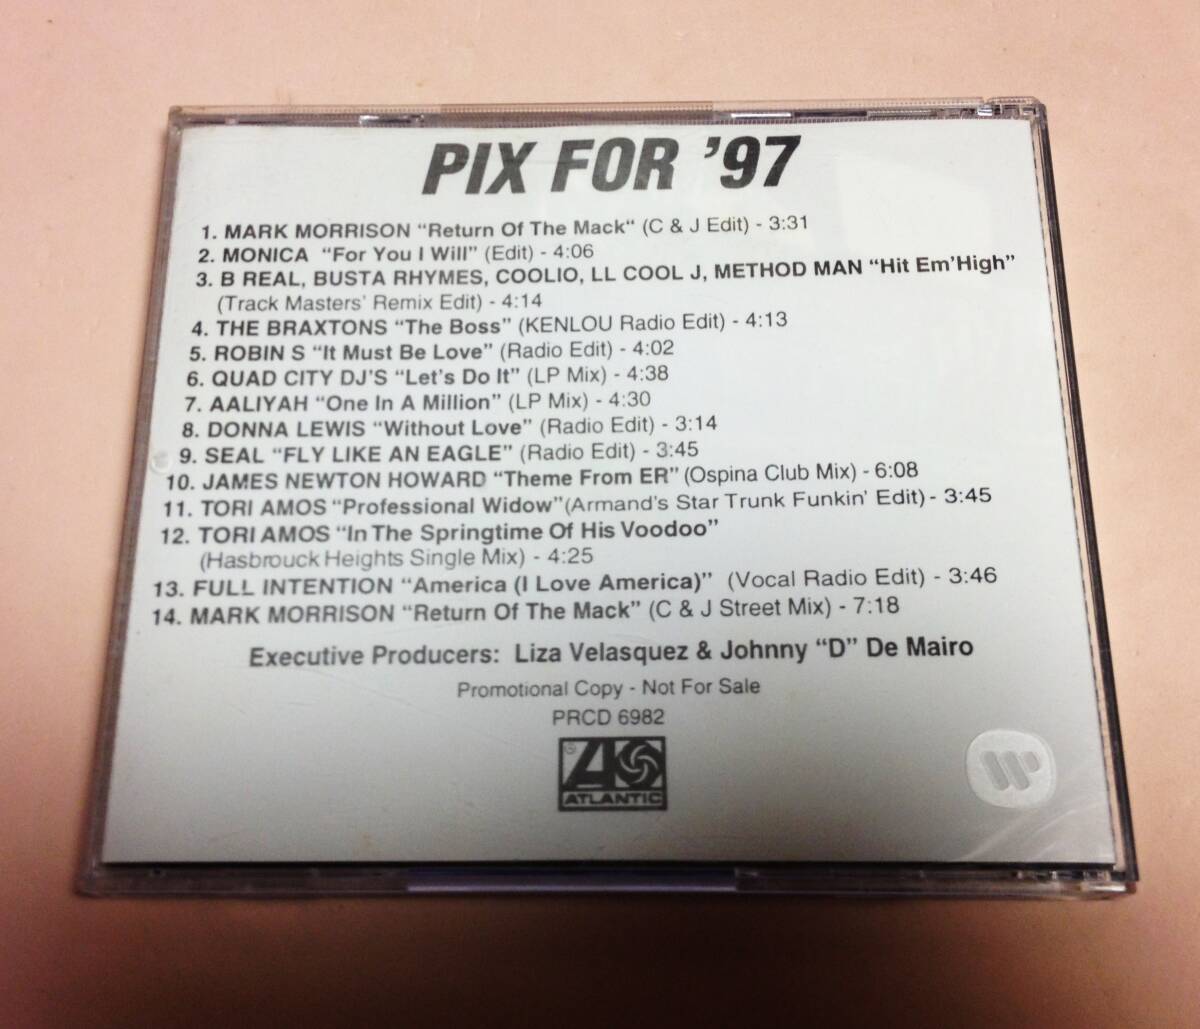 PIX FOR '97
1. MARK MORRISON "Return Of The Mack" (C & J Edit) - 3:31
2. MONICA "For You I Will" (Edit) - 4:06
3. B REAL, BUSTA RHYMES, COOLIO, LL COOL J, METHOD MAN "Hit Em'High"
(Track Masters' Remix Edit) - 4:14
4. THE BRAXTONS "The Boss" (KENLOU Radio Edit) - 4:13
5. ROBIN S "It Must Be Love" (Radio Edit) - 4:02
6. QUAD CITY DJ'S "Let's Do It" (LP Mix) - 4:38
7. AALIYAH "One In A Million" (LP Mix) - 4:30
8. DONNA LEWIS "Without Love" (Radio Edit) - 3:14
9. SEAL "FLY LIKE AN EAGLE" (Radio Edit) - 3:45
10. JAMES NEWTON HOWARD "Theme From ER" (Ospina Club Mix) - 6:08
11. TORI AMOS "Professional Widow" (Armand's Star Trunk Funkin' Edit) - 3:45
12. TORI AMOS "In The Springtime Of His Voodoo"
(Hasbrouck Heights Single Mix) - 4:25
13. FULL INTENTION "America (I Love America)" (Vocal Radio Edit) - 3:46
14. MARK MORRISON "Return Of The Mack" (C & J Street Mix) - 7:18
Executive Producers: Liza Velasquez & Johnny "D" De Mairo
Promotional Copy - Not For Sale
PRCD 6982
ATLANTIC